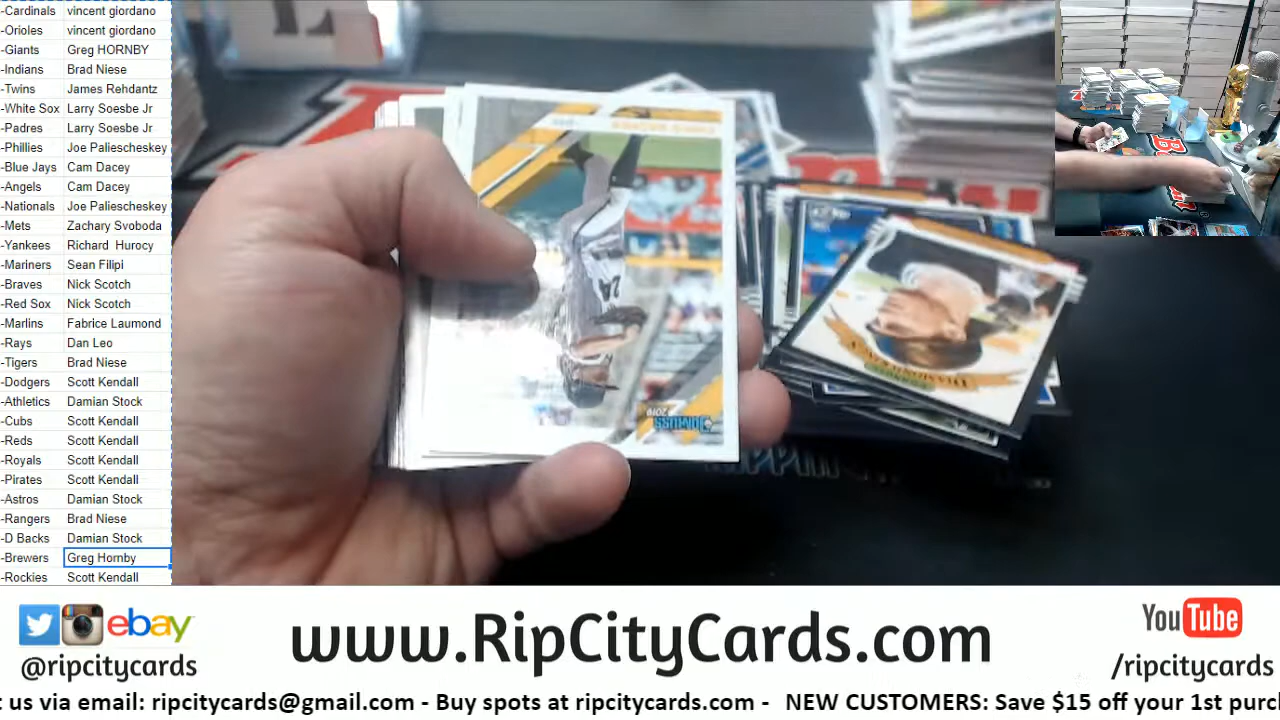 -Cardinals vincent giordano
-Orioles vincent giordano
-Giants Greg HORNBY
-Indians Brad Niese
-Twins James Rehdantz
-White Sox Larry Soesbe Jr
-Padres Larry Soesbe Jr
-Phillies Joe Paliescheskey
-Blue Jays Cam Dacey
-Angels Cam Dacey
-Nationals Joe Paliescheskey
-Mets Zachary Svoboda
-Yankees Richard Hurocy
-Mariners Sean Filipi
-Braves Nick Scotch
-Red Sox Nick Scotch
-Marlins Fabrice Laumond
-Rays Dan Leo
-Tigers Brad Niese
-Dodgers Scott Kendall
-Athletics Damian Stock
-Cubs Scott Kendall
-Reds Scott Kendall
-Royals Scott Kendall
-Pirates Scott Kendall
-Astros Damian Stock
-Rangers Brad Niese
-D Backs Damian Stock
-Brewers Greg Hornby
-Rockies Scott Kendall
24
DONRUSS
2019
ebay
@ripcitycards
www.RipCityCards.com
YouTube
/ripcitycards
t us via email: ripcitycards@gmail.com - Buy spots at ripcitycards.com - NEW CUSTOMERS: Save $15 off your 1st purc